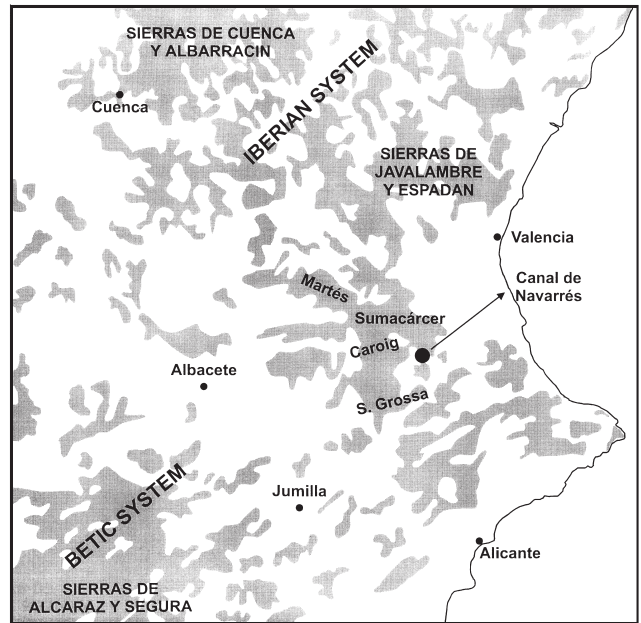 SIERRAS DE CUENCA
Y ALBARRACIN
Cuenca
IBERIAN SYSTEM
SIERRAS DE
JAVALAMBRE
Y ESPADAN
Valencia
Canal de
Navarrés
Martés
Sumacárcer
Caroig
Albacete
S. Grossa
Jumilla
BETIC SYSTEM
Alicante
SIERRAS DE
ALCARAZ Y SEGURA